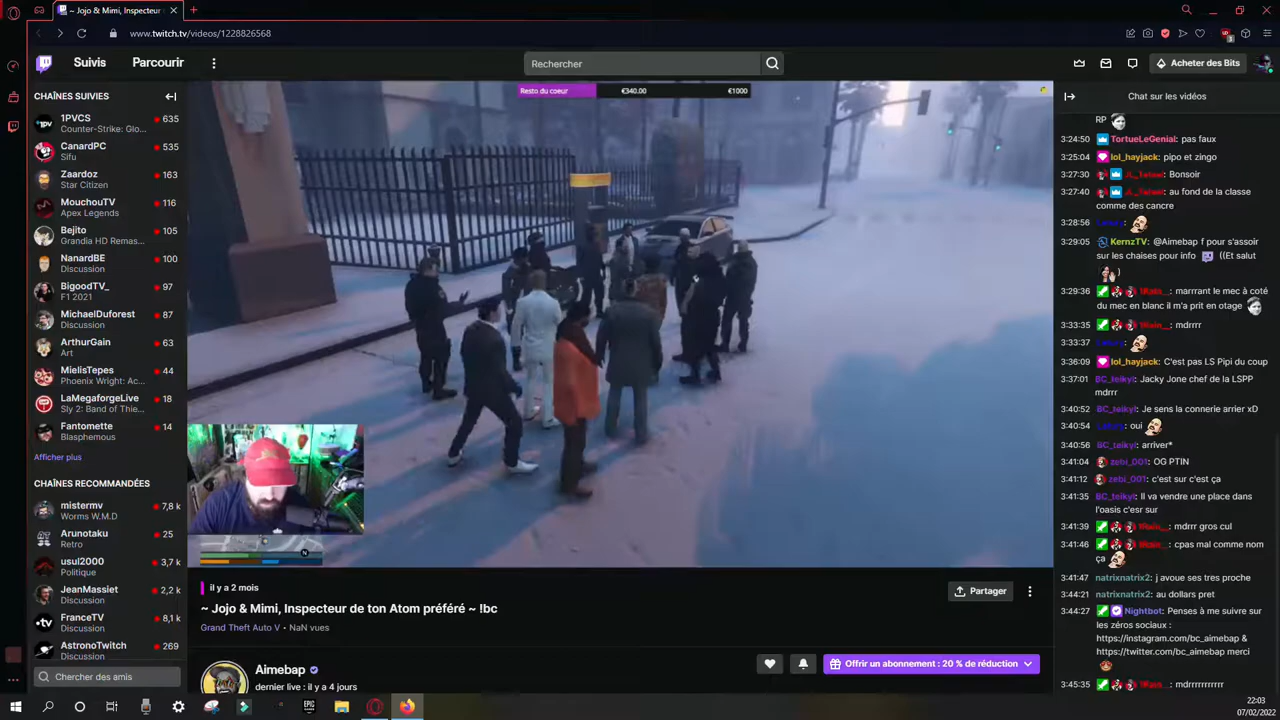 ~ Jojo & Mimi, Inspecteur
www.twitch.tv/videos/1228826568
Suivis
Parcourir
Rechercher
Acheter des Bits
CHAÎNES SUIVIES
1PVCS
635
Counter-Strike: Glo...
CanardPC
535
Sifu
Zaardoz
163
Star Citizen
MouchouTV
116
Apex Legends
Bejito
105
Grandia HD Remas...
NanardBE
100
Discussion
BigoodTV_
97
F1 2021
MichaelDuforest
87
Discussion
ArthurGain
63
Art
MielisTepes
44
Phoenix Wright: Ac...
LaMegaforgeLive
18
Sly 2: Band of Thie...
Fantomette
14
Blasphemous
Afficher plus
CHAÎNES RECOMMANDÉES
mistermv
7,8 k
Worms W.M.D
Arunotaku
25
Retro
usul2000
3,7 k
Politique
JeanMassiet
2,2 k
Discussion
FranceTV
8,1 k
Discussion
AstronoTwitch
269
Discussion
Chercher des amis
Resto du coeur
€340.00
€1000
N
il y a 2 mois
~ Jojo & Mimi, Inspecteur de ton Atom préféré ~ !bc
Grand Theft Auto V • NaN vues
Partager
Aimebap
dernier live : il y a 4 jours
Offrir un abonnement : 20 % de réduction
Chat sur les vidéos
RP
3:24:50 TortueLeGenial: pas faux
3:25:04 lol_hayjack: pipo et zingo
3:27:30 : Bonsoir
3:27:40 : au fond de la classe
comme des cancre
3:28:56
3:29:05 KernzTV: @Aimebap f pour s'assoir
sur les chaises pour info ((Et salut
)
3:29:36 1Rain__: marrrant le mec à coté
du mec en blanc il m'a prit en otage
3:33:35 1Rain__: mdrrr
3:33:37
3:36:09 lol_hayjack: C'est pas LS Pipi du coup
3:37:01 BC_teikyi: Jacky Jone chef de la LSPP
mdrrr
3:40:52 BC_teikyi: Je sens la connerie arrier xD
3:40:54 : oui
3:40:56 BC_teikyi: arriver*
3:41:04 zebi_001: OG PTIN
3:41:12 zebi_001: c'est sur c'est ça
3:41:35 BC_teikyi: Il va vendre une place dans
l'oasis c'esr sur
3:41:39 1Rain__: mdrrr gros cul
3:41:46 1Rain__: cpas mal comme nom
ça
3:41:47 natrixnatrix2: j avoue ses tres proche
3:44:21 natrixnatrix2: au dollars pret
3:44:27 Nightbot: Penses à me suivre sur
les zéros sociaux :
https://instagram.com/bc_aimebap &
https://twitter.com/bc_aimebap merci
3:45:35 1Rain__: mdrrrrrrrrrr
EPIC
GAMES
22:03
07/02/2022